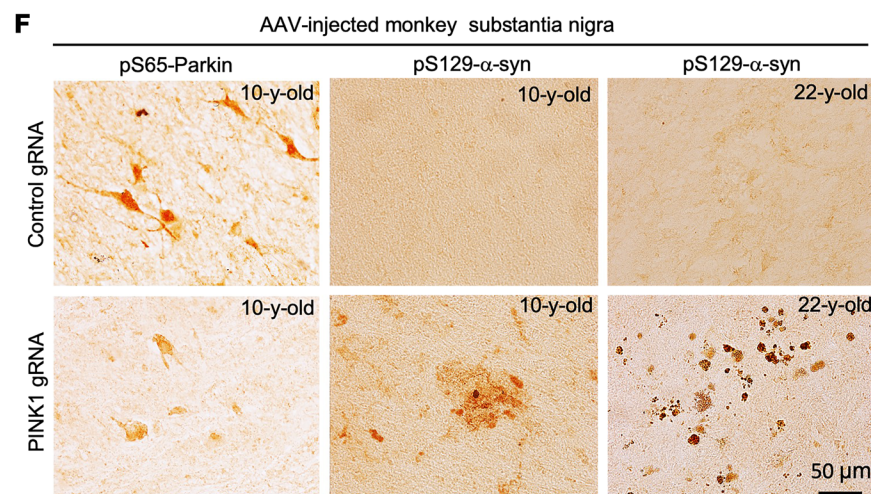 F
AAV-injected monkey substantia nigra
pS65-Parkin
pS129-α-syn
pS129-α-syn
Control gRNA
10-y-old
10-y-old
22-y-old
PINK1 gRNA
10-y-old
10-y-old
22-y-old
50 μm